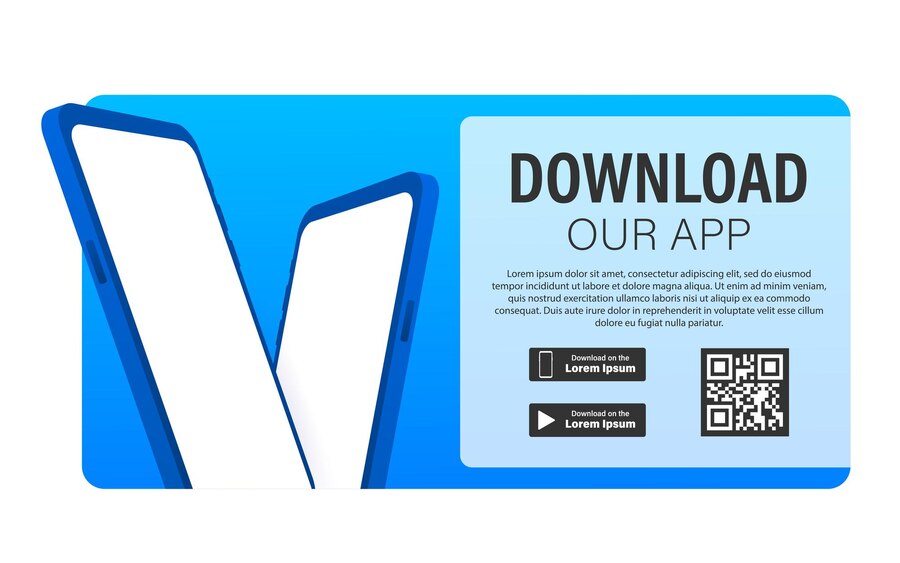 DOWNLOAD
OUR APP
Lorem ipsum dolor sit amet, consectetur adipiscing elit, sed do eiusmod
tempor incididunt ut labore et dolore magna aliqua. Ut enim ad minim veniam,
quis nostrud exercitation ullamco laboris nisi ut aliquip ex ea commodo
consequat. Duis aute irure dolor in reprehenderit in voluptate velit cillum
dolore eu fugiat nulla pariatur.
Download on the
Lorem Ipsum
Download on the
Lorem Ipsum